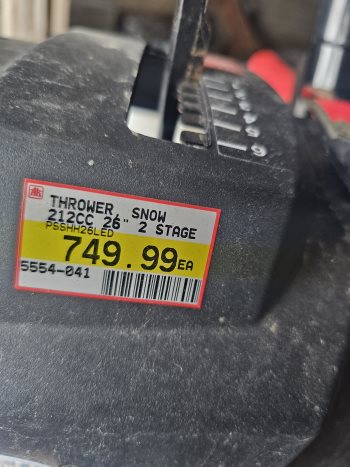 THROWER, SNOW
212CC 26" 2 STAGE
PSSHH26LED
749.99EA
5554-041